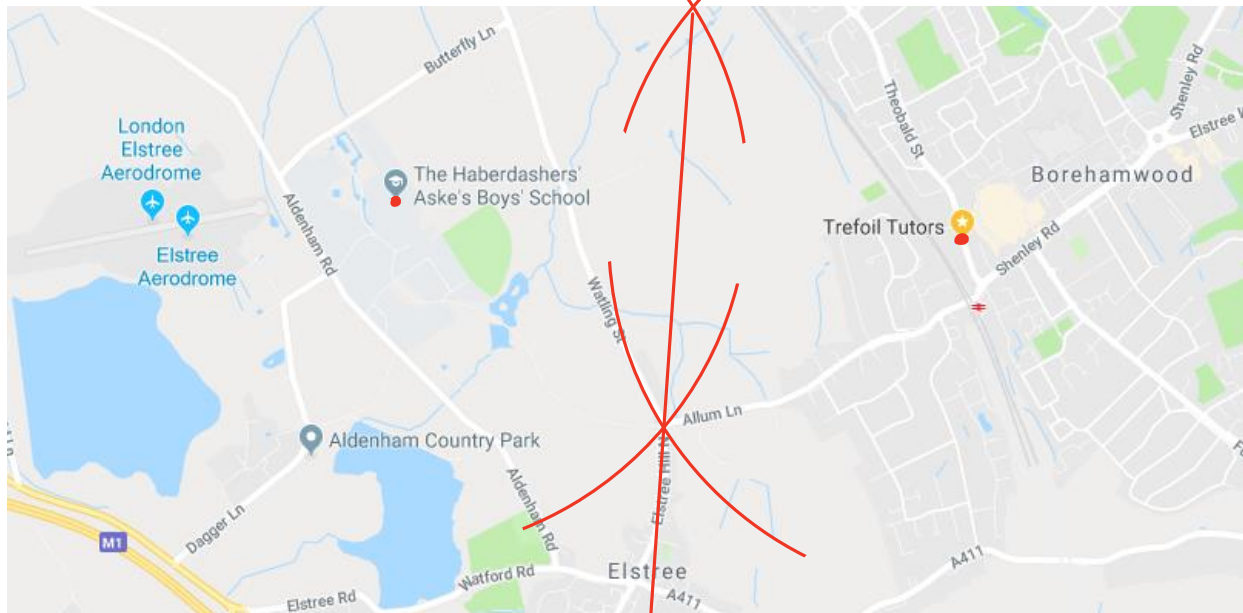 Butterfly Ln
Theobald St
Shenley Rd
Elstree W
London
Elstree
Aerodrome
The Haberdashers'
Aske's Boys' School
Borehamwood
Aldenham Rd
Elstree
Aerodrome
Trefoil Tutors
Shenley Rd
Watling St
Allum Ln
Aldenham Country Park
Elstree Hill N
Aldenham Rd
Dagger Ln
M1
A411
Elstree
Watford Rd
Elstree Rd
A411